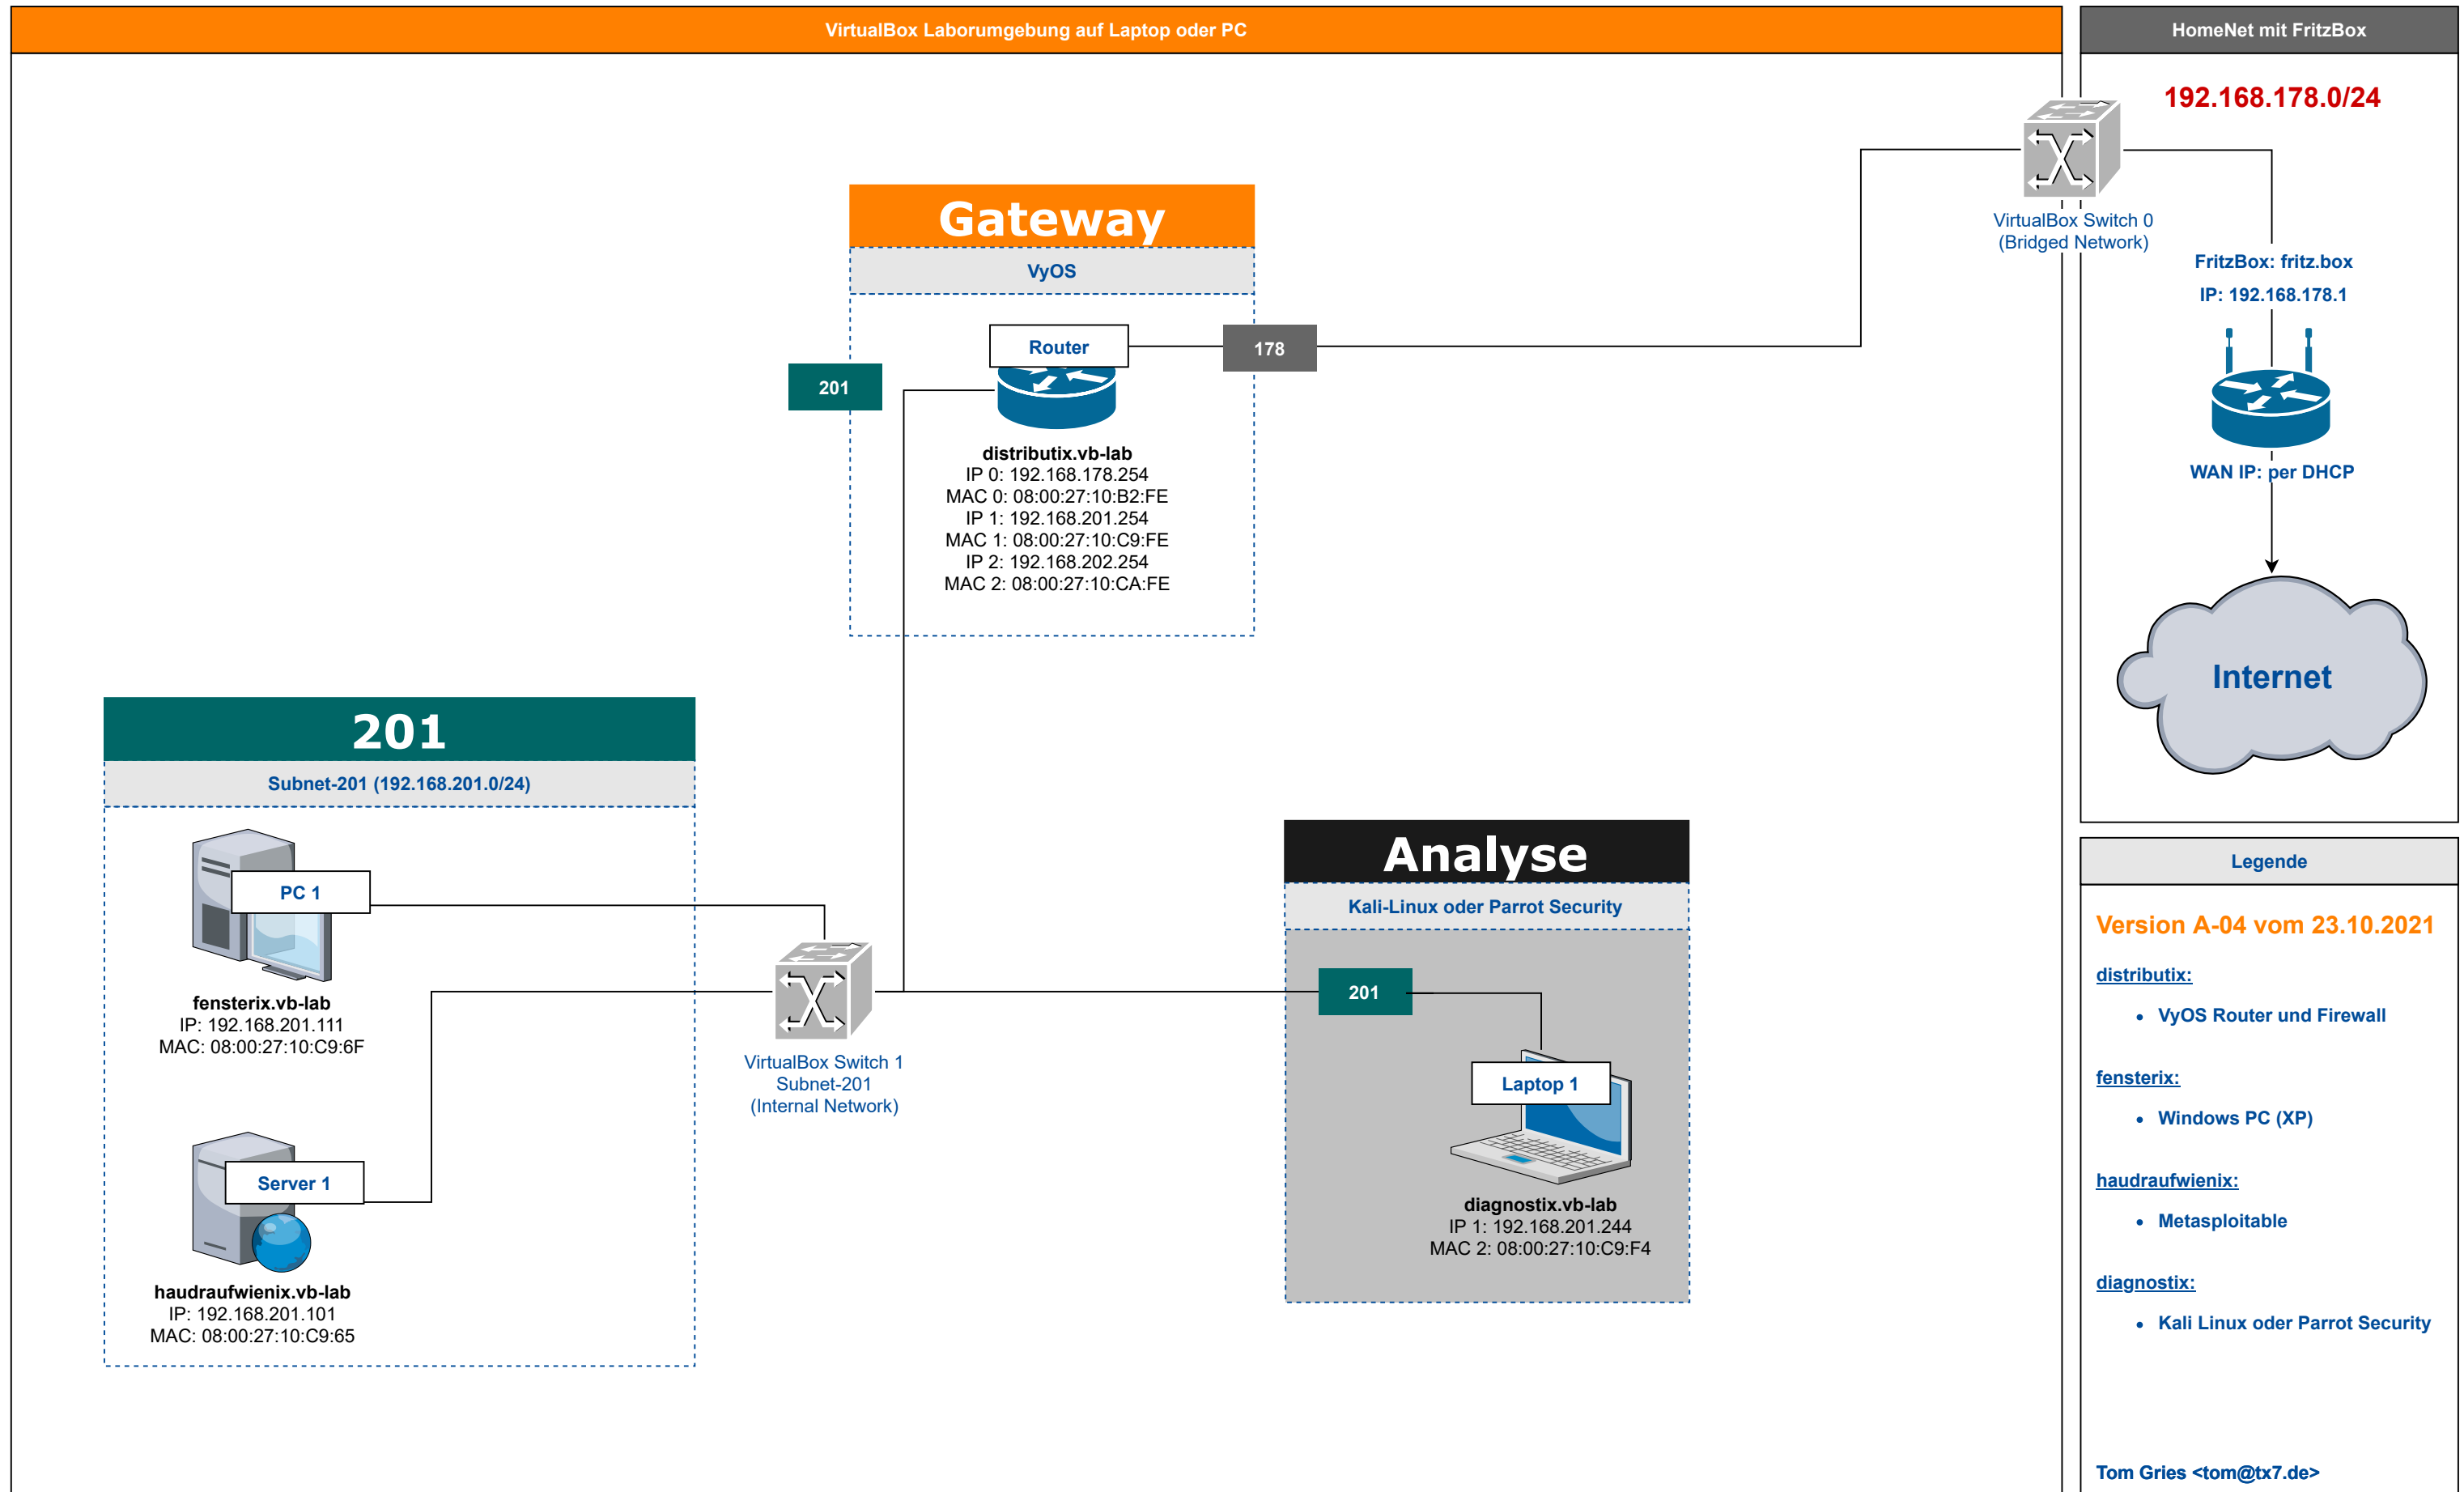 VirtualBox Laborumgebung auf Laptop oder PC
HomeNet mit FritzBox
192.168.178.0/24
VirtualBox Switch 0
(Bridged Network)
FritzBox: fritz.box
IP: 192.168.178.1
WAN IP: per DHCP
Internet
Gateway
VyOS
Router
178
201
distributix.vb-lab
IP 0: 192.168.178.254
MAC 0: 08:00:27:10:B2:FE
IP 1: 192.168.201.254
MAC 1: 08:00:27:10:C9:FE
IP 2: 192.168.202.254
MAC 2: 08:00:27:10:CA:FE
201
Subnet-201 (192.168.201.0/24)
PC 1
fensterix.vb-lab
IP: 192.168.201.111
MAC: 08:00:27:10:C9:6F
Server 1
haudraufwienix.vb-lab
IP: 192.168.201.101
MAC: 08:00:27:10:C9:65
VirtualBox Switch 1
Subnet-201
(Internal Network)
Analyse
Kali-Linux oder Parrot Security
201
Laptop 1
diagnostix.vb-lab
IP 1: 192.168.201.244
MAC 2: 08:00:27:10:C9:F4
Legende
Version A-04 vom 23.10.2021
distributix:
• VyOS Router und Firewall
fensterix:
• Windows PC (XP)
haudraufwienix:
• Metasploitable
diagnostix:
• Kali Linux oder Parrot Security
Tom Gries <tom@tx7.de>